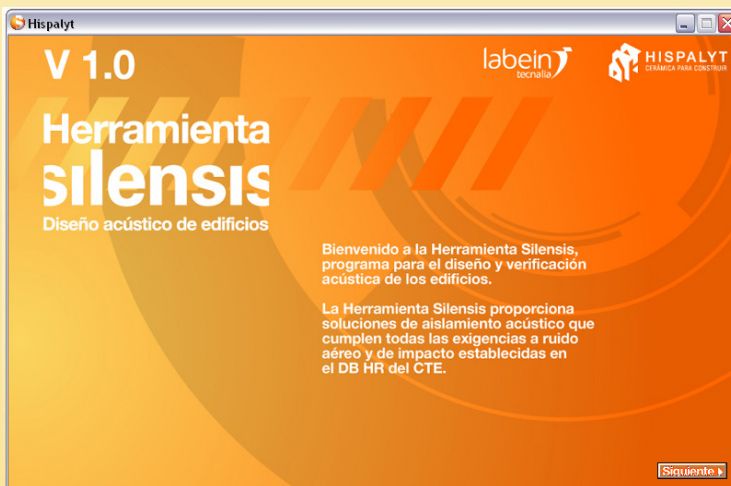 Hispalyt
V 1.0
labein
tecnalia
HISPALYT
CERÁMICA PARA CONSTRUIR
Herramienta
sılensıs
Diseño acústico de edificios
Bienvenido a la Herramienta Silensis,
programa para el diseño y verificación
acústica de los edificios.
La Herramienta Silensis proporciona
soluciones de aislamiento acústico que
cumplen todas las exigencias a ruido
aéreo y de impacto establecidas en
el DB HR del CTE.
Siguiente